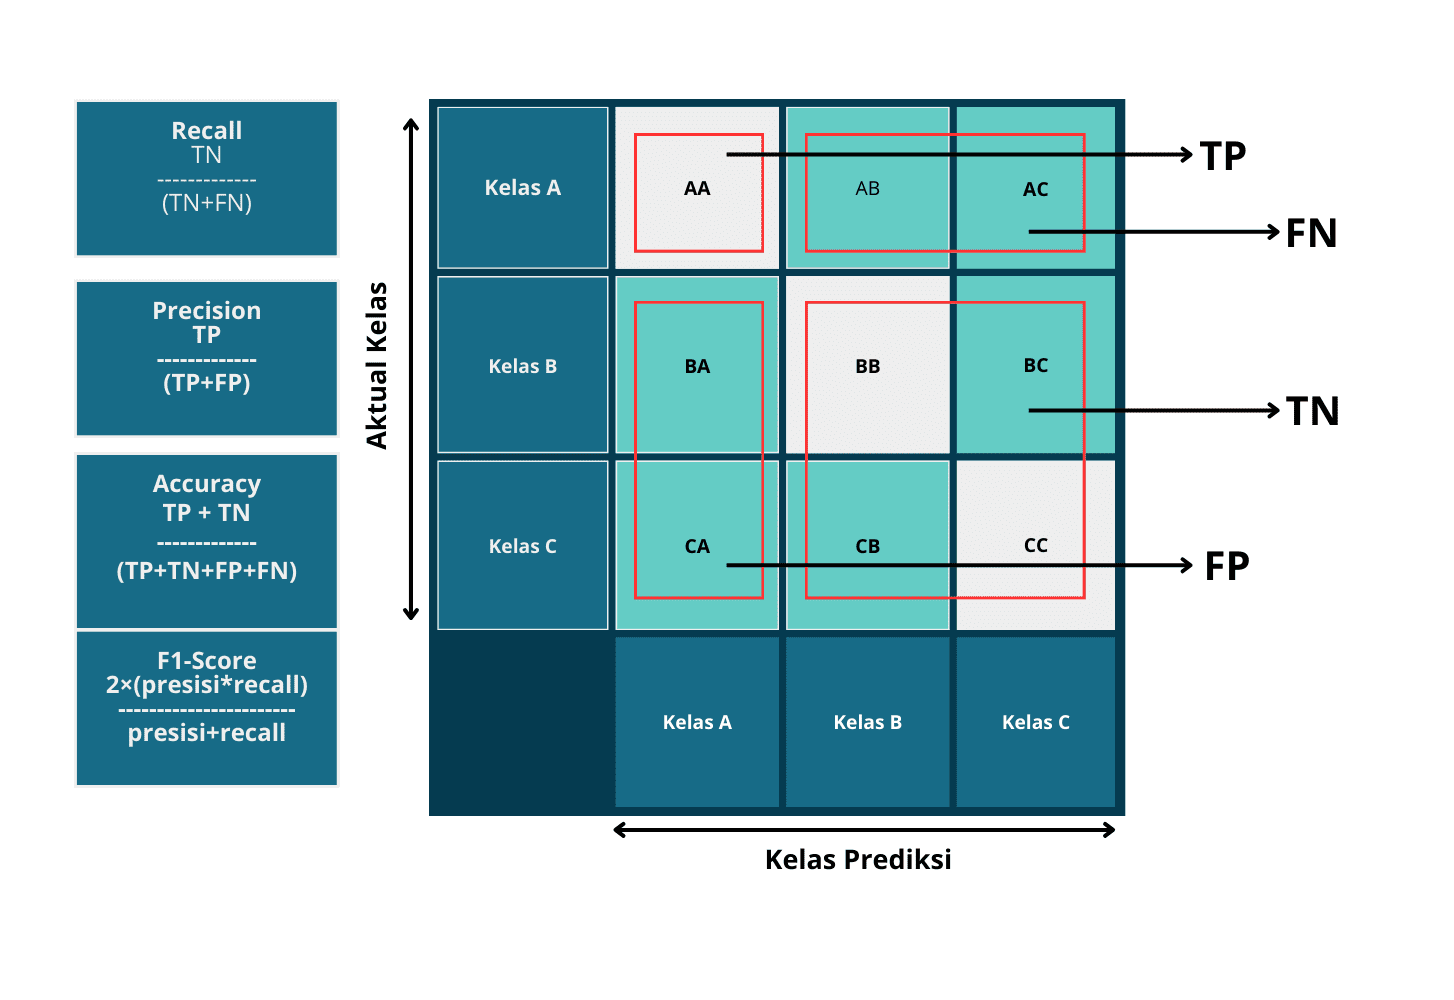 Recall
TN
-------------
(TN+FN)
Precision
TP
-------------
(TP+FP)
Accuracy
TP + TN
-------------
(TP+TN+FP+FN)
F1-Score
2×(presisi*recall)
-----------------------
presisi+recall
Aktual Kelas
Kelas A
AA
AB
AC
TP
FN
Kelas B
BA
BB
BC
TN
Kelas C
CA
CB
CC
FP
Kelas A
Kelas B
Kelas C
Kelas Prediksi